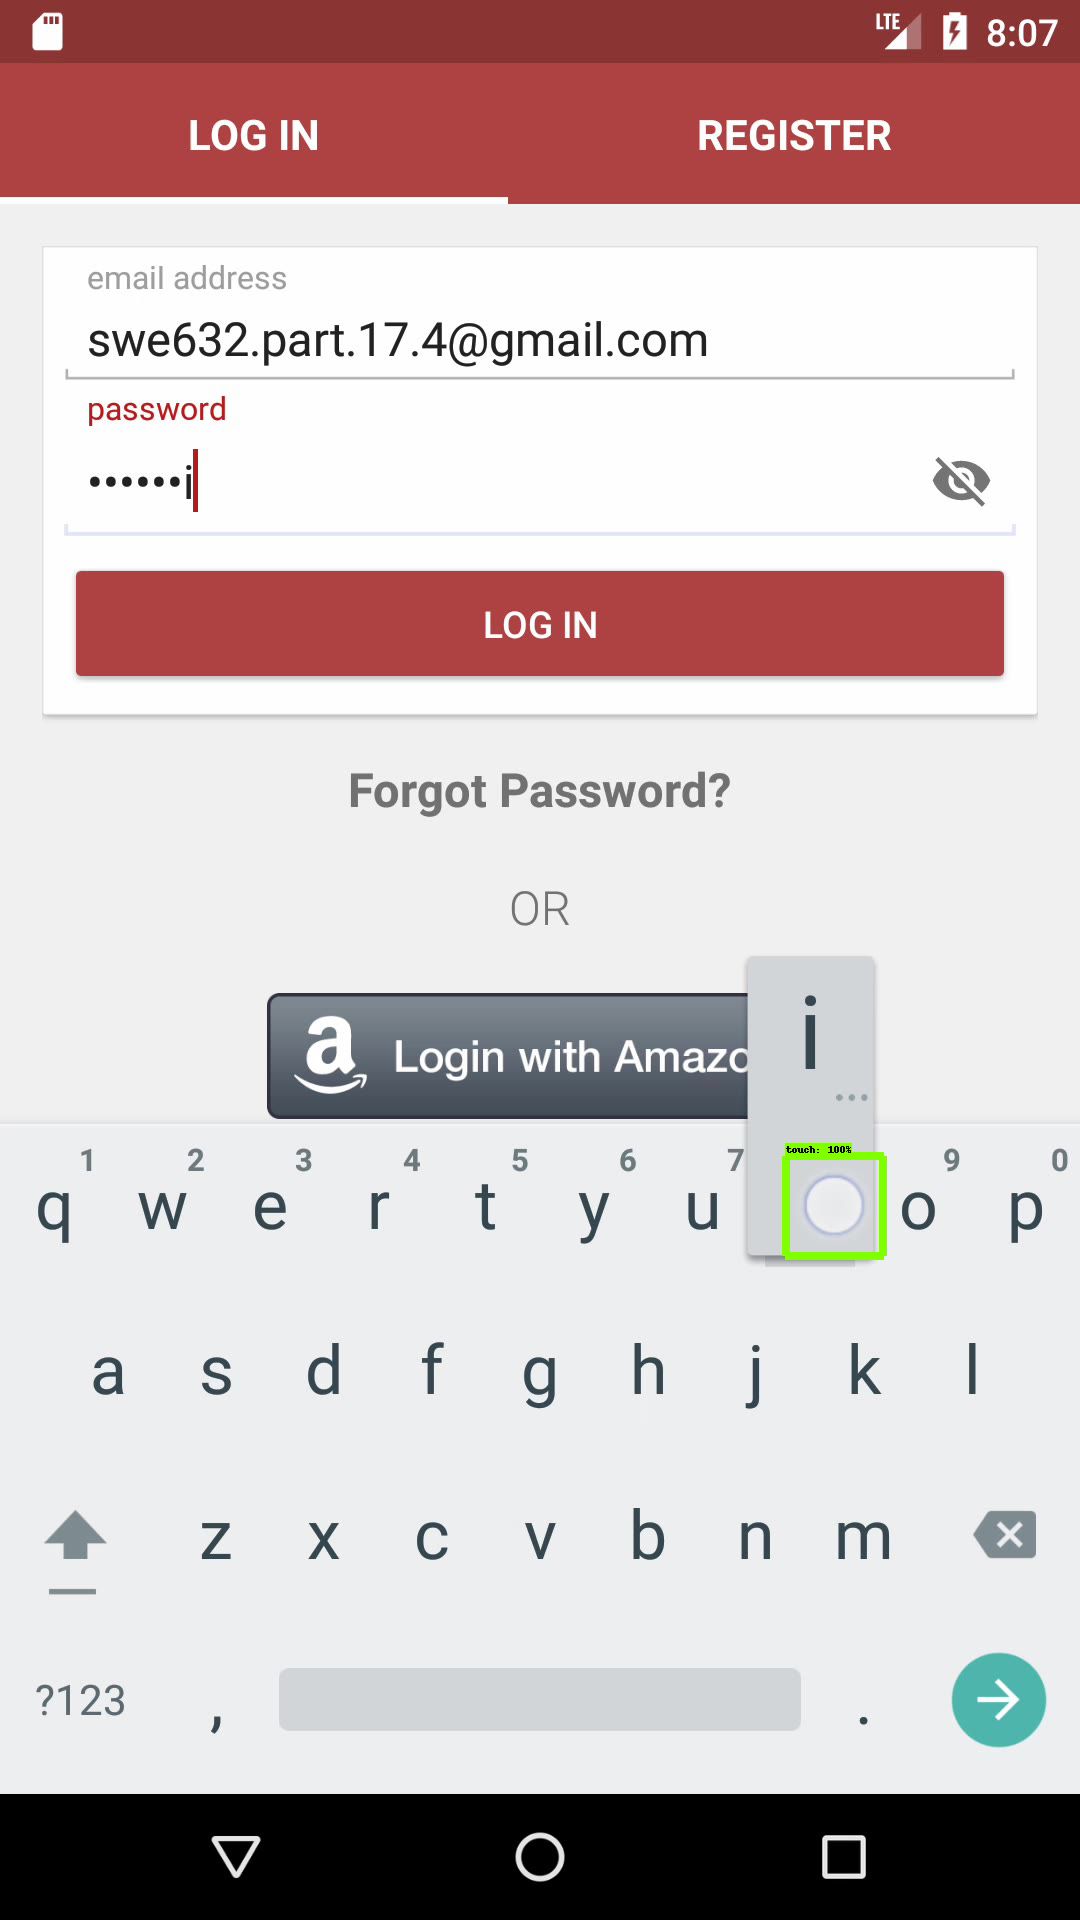 LTE 8:07
LOG IN REGISTER
email address
swe632.part.17.4@gmail.com
password
••••••i
LOG IN
Forgot Password?
OR
a Login with Amazo
i
...
touch: 100%
1 2 3 4 5 6 7 9 0
q w e r t y u o p
a s d f g h j k l
z x c v b n m
?123 , .